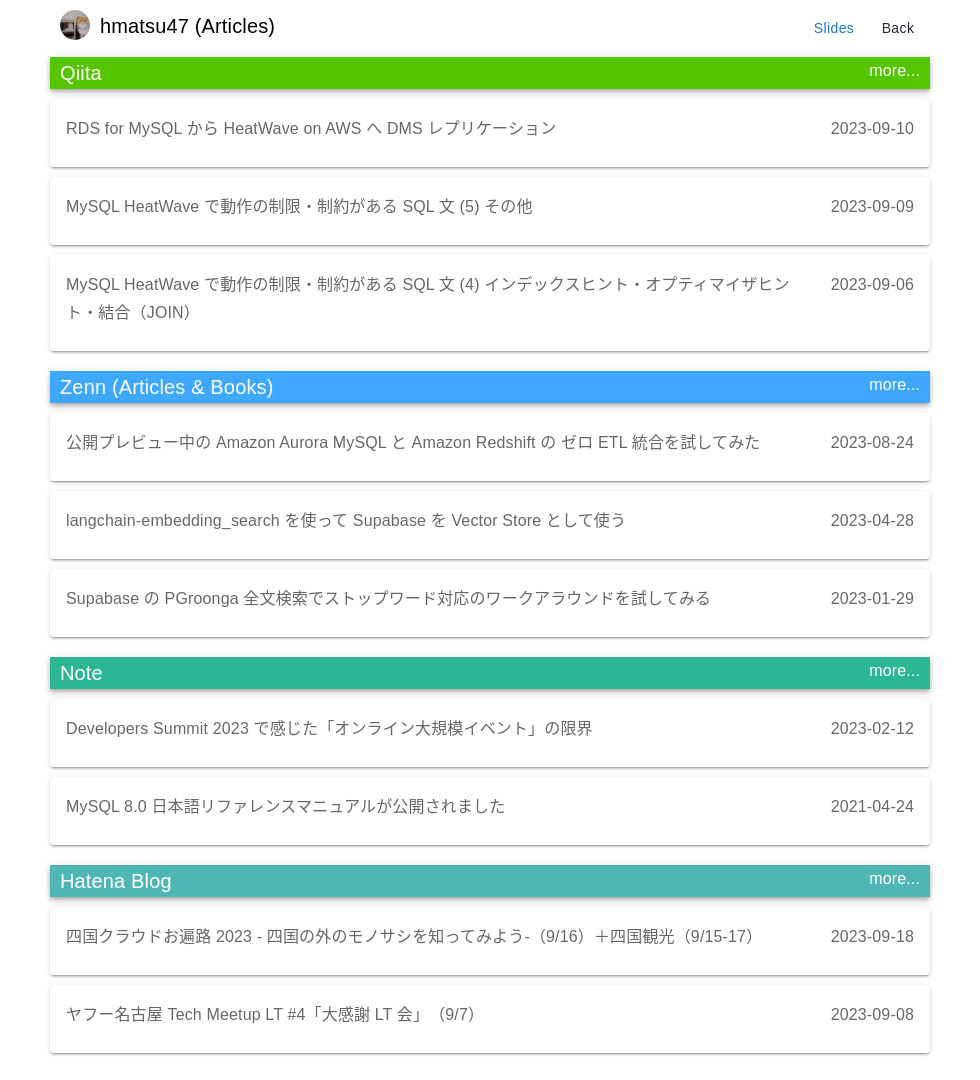 hmatsu47 (Articles)
Slides
Back
Qiita
more...
RDS for MySQL から HeatWave on AWS へ DMS レプリケーション
2023-09-10
MySQL HeatWave で動作の制限・制約がある SQL 文 (5) その他
2023-09-09
MySQL HeatWave で動作の制限・制約がある SQL 文 (4) インデックスヒント・オプティマイザヒン
ト・結合（JOIN）
2023-09-06
Zenn (Articles & Books)
more...
公開プレビュー中の Amazon Aurora MySQL と Amazon Redshift の ゼロ ETL 統合を試してみた
2023-08-24
langchain-embedding_search を使って Supabase を Vector Store として使う
2023-04-28
Supabase の PGroonga 全文検索でストップワード対応のワークアラウンドを試してみる
2023-01-29
Note
more...
Developers Summit 2023 で感じた「オンライン大規模イベント」の限界
2023-02-12
MySQL 8.0 日本語リファレンスマニュアルが公開されました
2021-04-24
Hatena Blog
more...
四国クラウドお遍路 2023 - 四国の外のモノサシを知ってみよう-（9/16）＋四国観光（9/15-17）
2023-09-18
ヤフー名古屋 Tech Meetup LT #4「大感謝 LT 会」（9/7）
2023-09-08